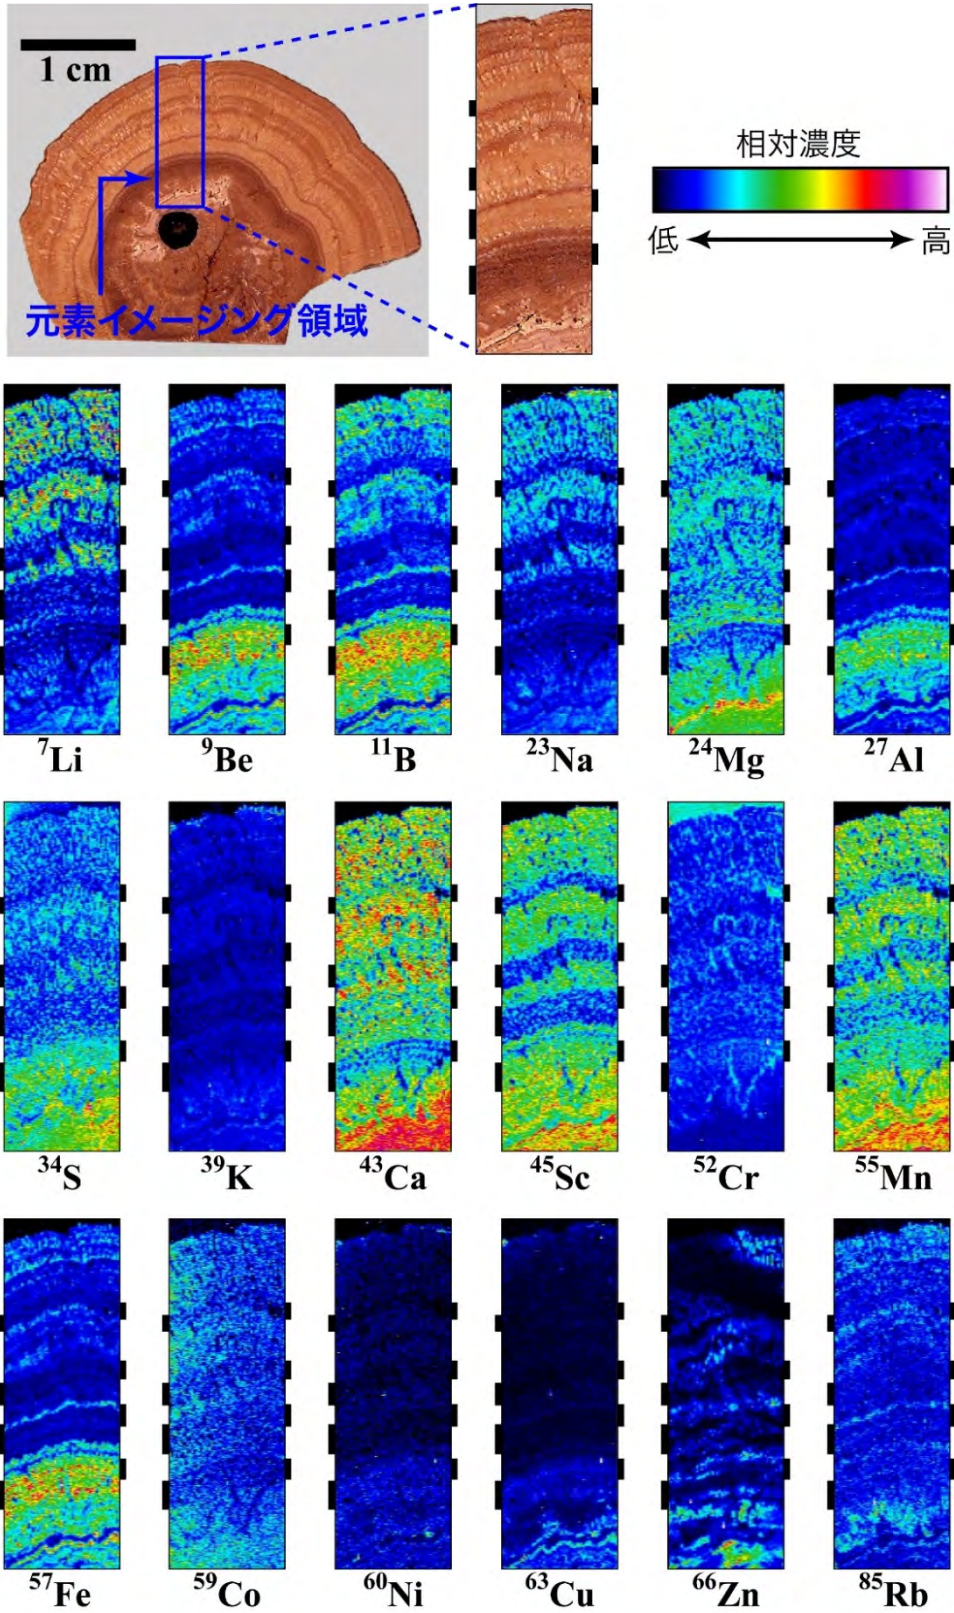 1 cm
元素イメージング領域
相対濃度
低 高
⁷Li ⁹Be ¹¹B ²³Na ²⁴Mg ²⁷Al
³⁴S ³⁹K ⁴³Ca ⁴⁵Sc ⁵²Cr ⁵⁵Mn
⁵⁷Fe ⁵⁹Co ⁶⁰Ni ⁶³Cu ⁶⁶Zn ⁸⁵Rb